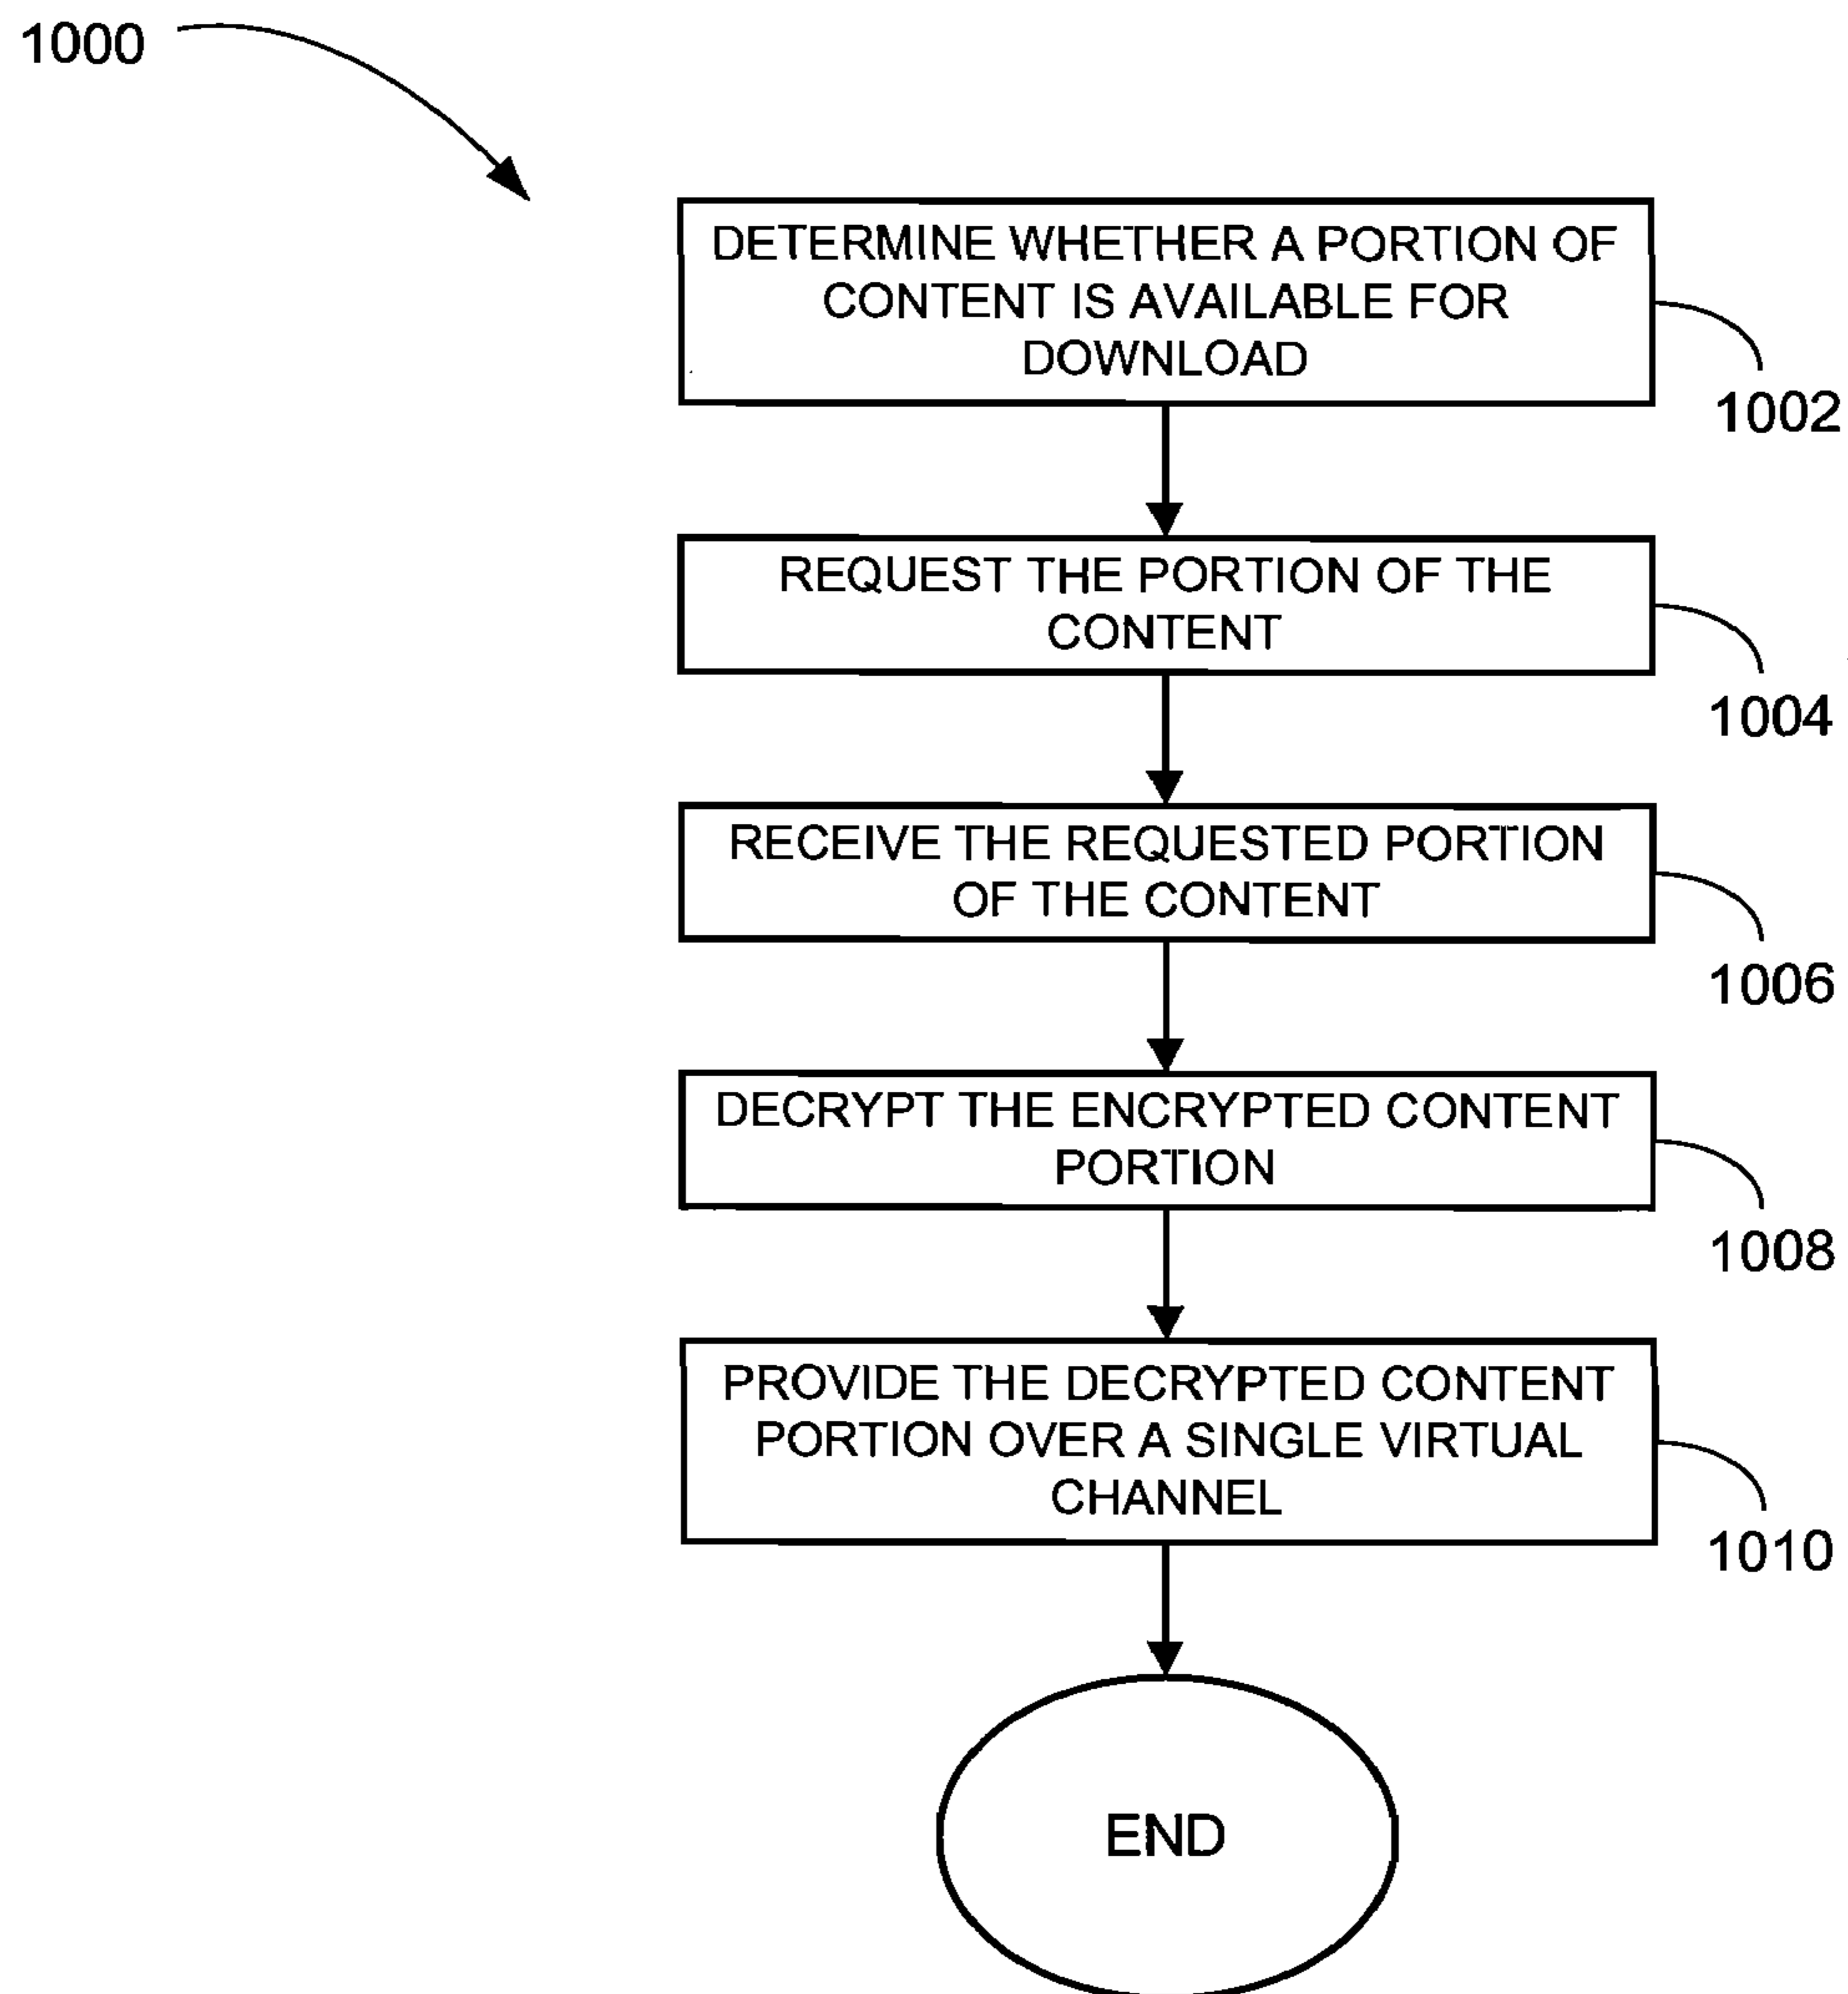 1000
DETERMINE WHETHER A PORTION OF
CONTENT IS AVAILABLE FOR
DOWNLOAD
1002
REQUEST THE PORTION OF THE
CONTENT
1004
RECEIVE THE REQUESTED PORTION
OF THE CONTENT
1006
DECRYPT THE ENCRYPTED CONTENT
PORTION
1008
PROVIDE THE DECRYPTED CONTENT
PORTION OVER A SINGLE VIRTUAL
CHANNEL
1010
END